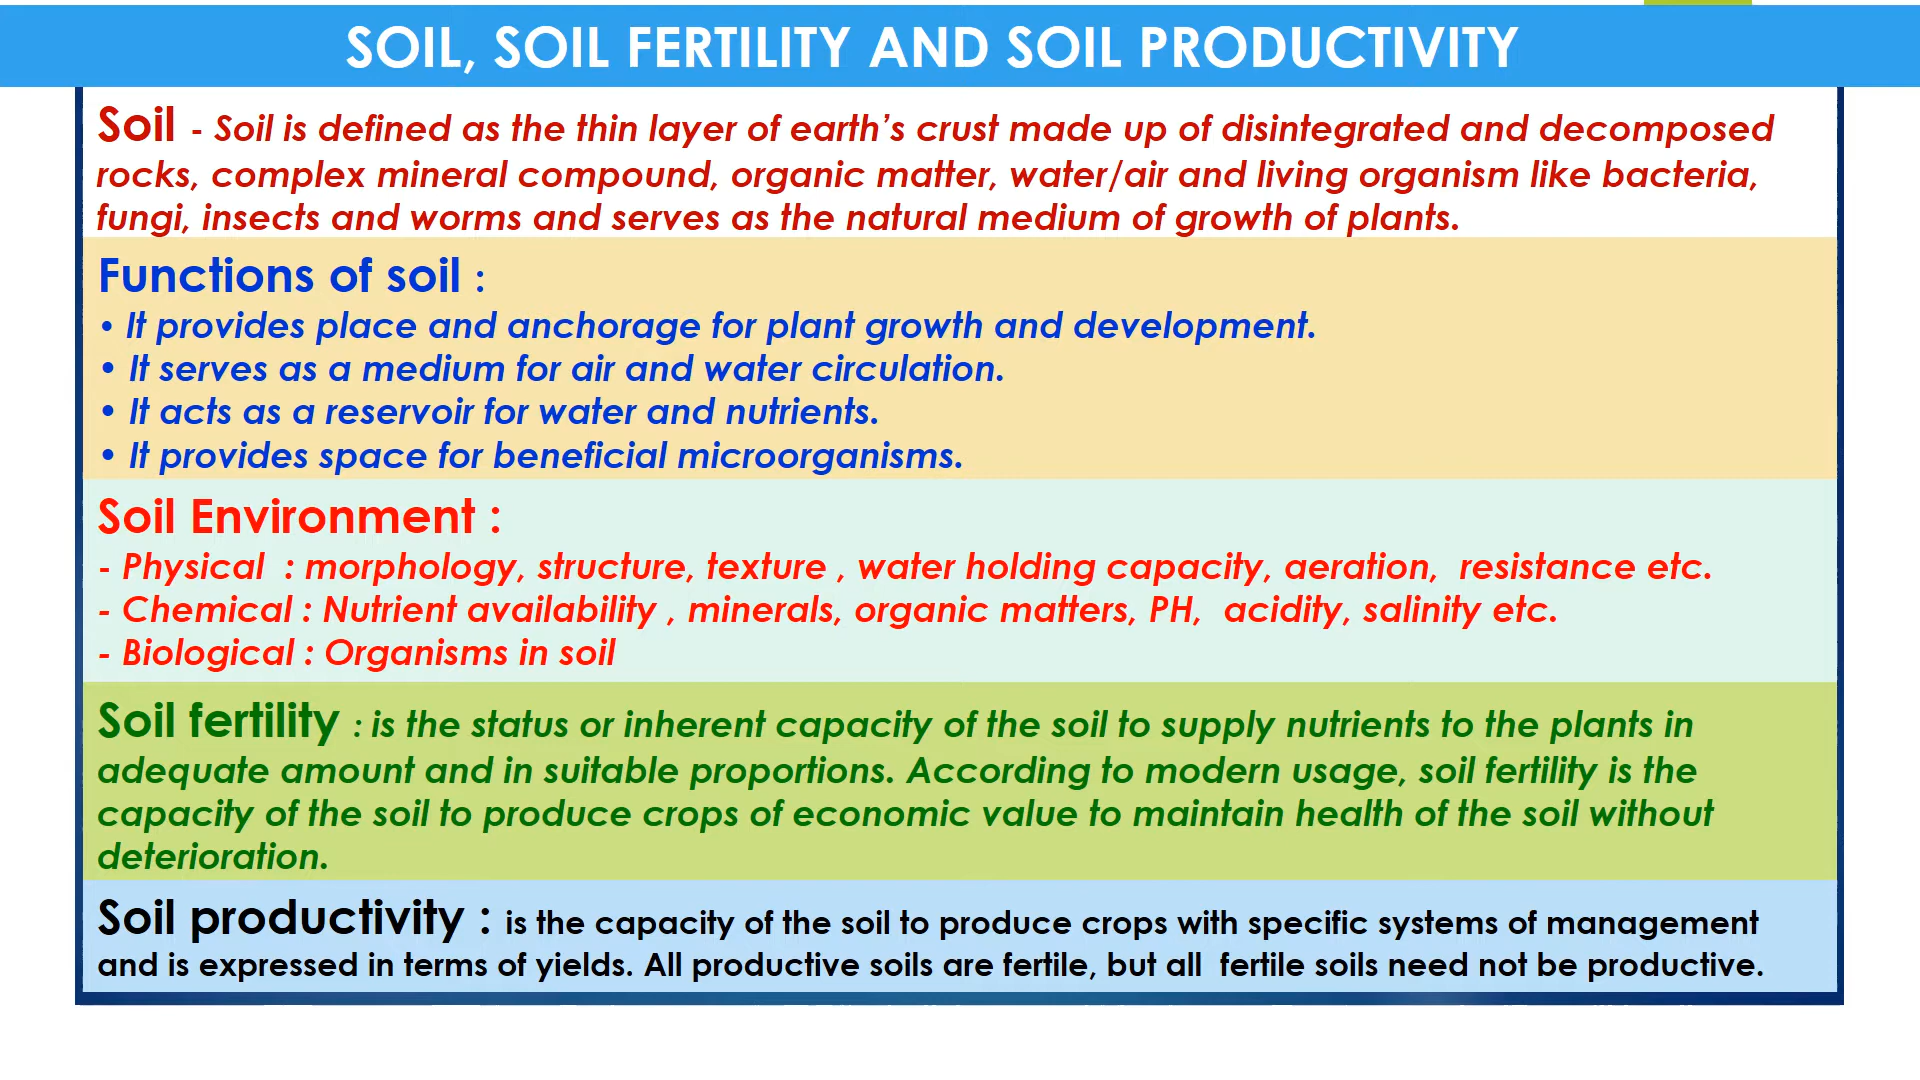 SOIL, SOIL FERTILITY AND SOIL PRODUCTIVITY
Soil - Soil is defined as the thin layer of earth’s crust made up of disintegrated and decomposed
rocks, complex mineral compound, organic matter, water/air and living organism like bacteria,
fungi, insects and worms and serves as the natural medium of growth of plants.
Functions of soil :
• It provides place and anchorage for plant growth and development.
• It serves as a medium for air and water circulation.
• It acts as a reservoir for water and nutrients.
• It provides space for beneficial microorganisms.
Soil Environment :
- Physical : morphology, structure, texture , water holding capacity, aeration, resistance etc.
- Chemical : Nutrient availability , minerals, organic matters, PH, acidity, salinity etc.
- Biological : Organisms in soil
Soil fertility : is the status or inherent capacity of the soil to supply nutrients to the plants in
adequate amount and in suitable proportions. According to modern usage, soil fertility is the
capacity of the soil to produce crops of economic value to maintain health of the soil without
deterioration.
Soil productivity : is the capacity of the soil to produce crops with specific systems of management
and is expressed in terms of yields. All productive soils are fertile, but all fertile soils need not be productive.